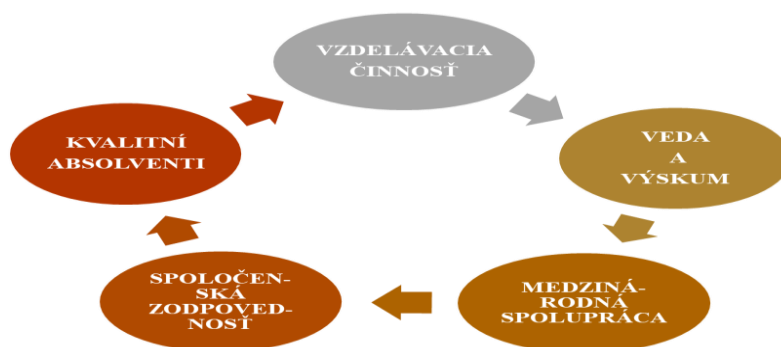 VZDELÁVACIA
ČINNOSŤ
VEDA
A
VÝSKUM
MEDZINÁ-
RODNÁ
SPOLUPRÁCA
SPOLOČEN-
SKÁ
ZODPOVED-
NOSŤ
KVALITNÍ
ABSOLVENTI